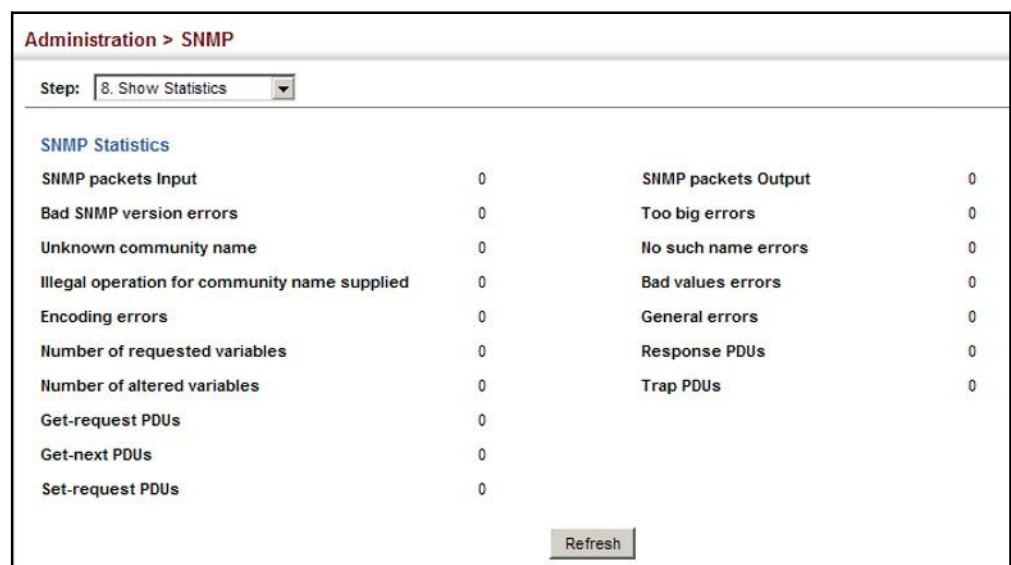 Administration > SNMP
Step: 8. Show Statistics
SNMP Statistics
SNMP packets Input 0 SNMP packets Output 0
Bad SNMP version errors 0 Too big errors 0
Unknown community name 0 No such name errors 0
Illegal operation for community name supplied 0 Bad values errors 0
Encoding errors 0 General errors 0
Number of requested variables 0 Response PDUs 0
Number of altered variables 0 Trap PDUs 0
Get-request PDUs 0
Get-next PDUs 0
Set-request PDUs 0
Refresh